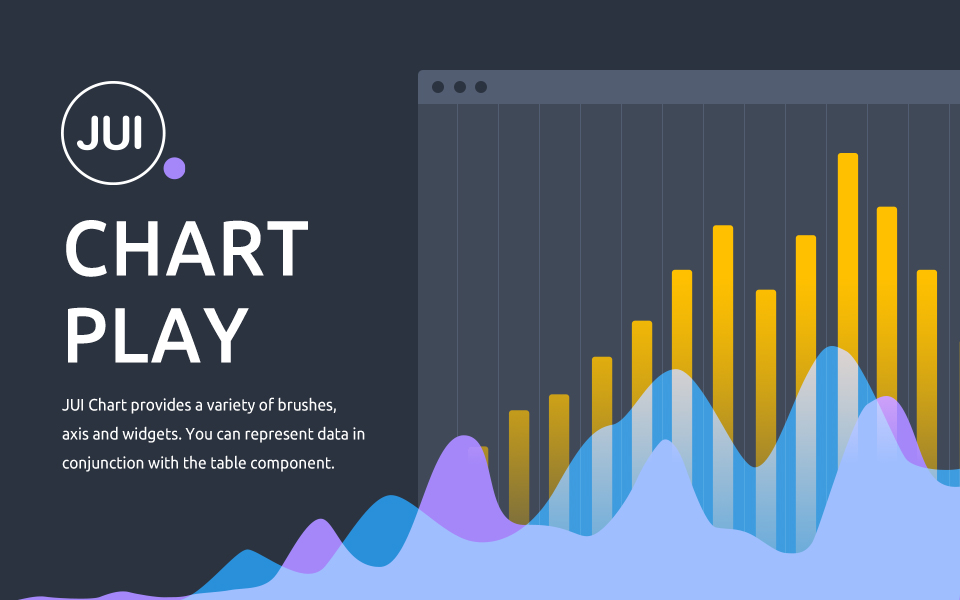 JUI
CHART
PLAY
JUI Chart provides a variety of brushes,
axis and widgets. You can represent data in
conjunction with the table component.